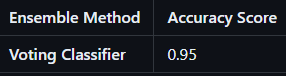 Ensemble Method Accuracy Score
Voting Classifier 0.95